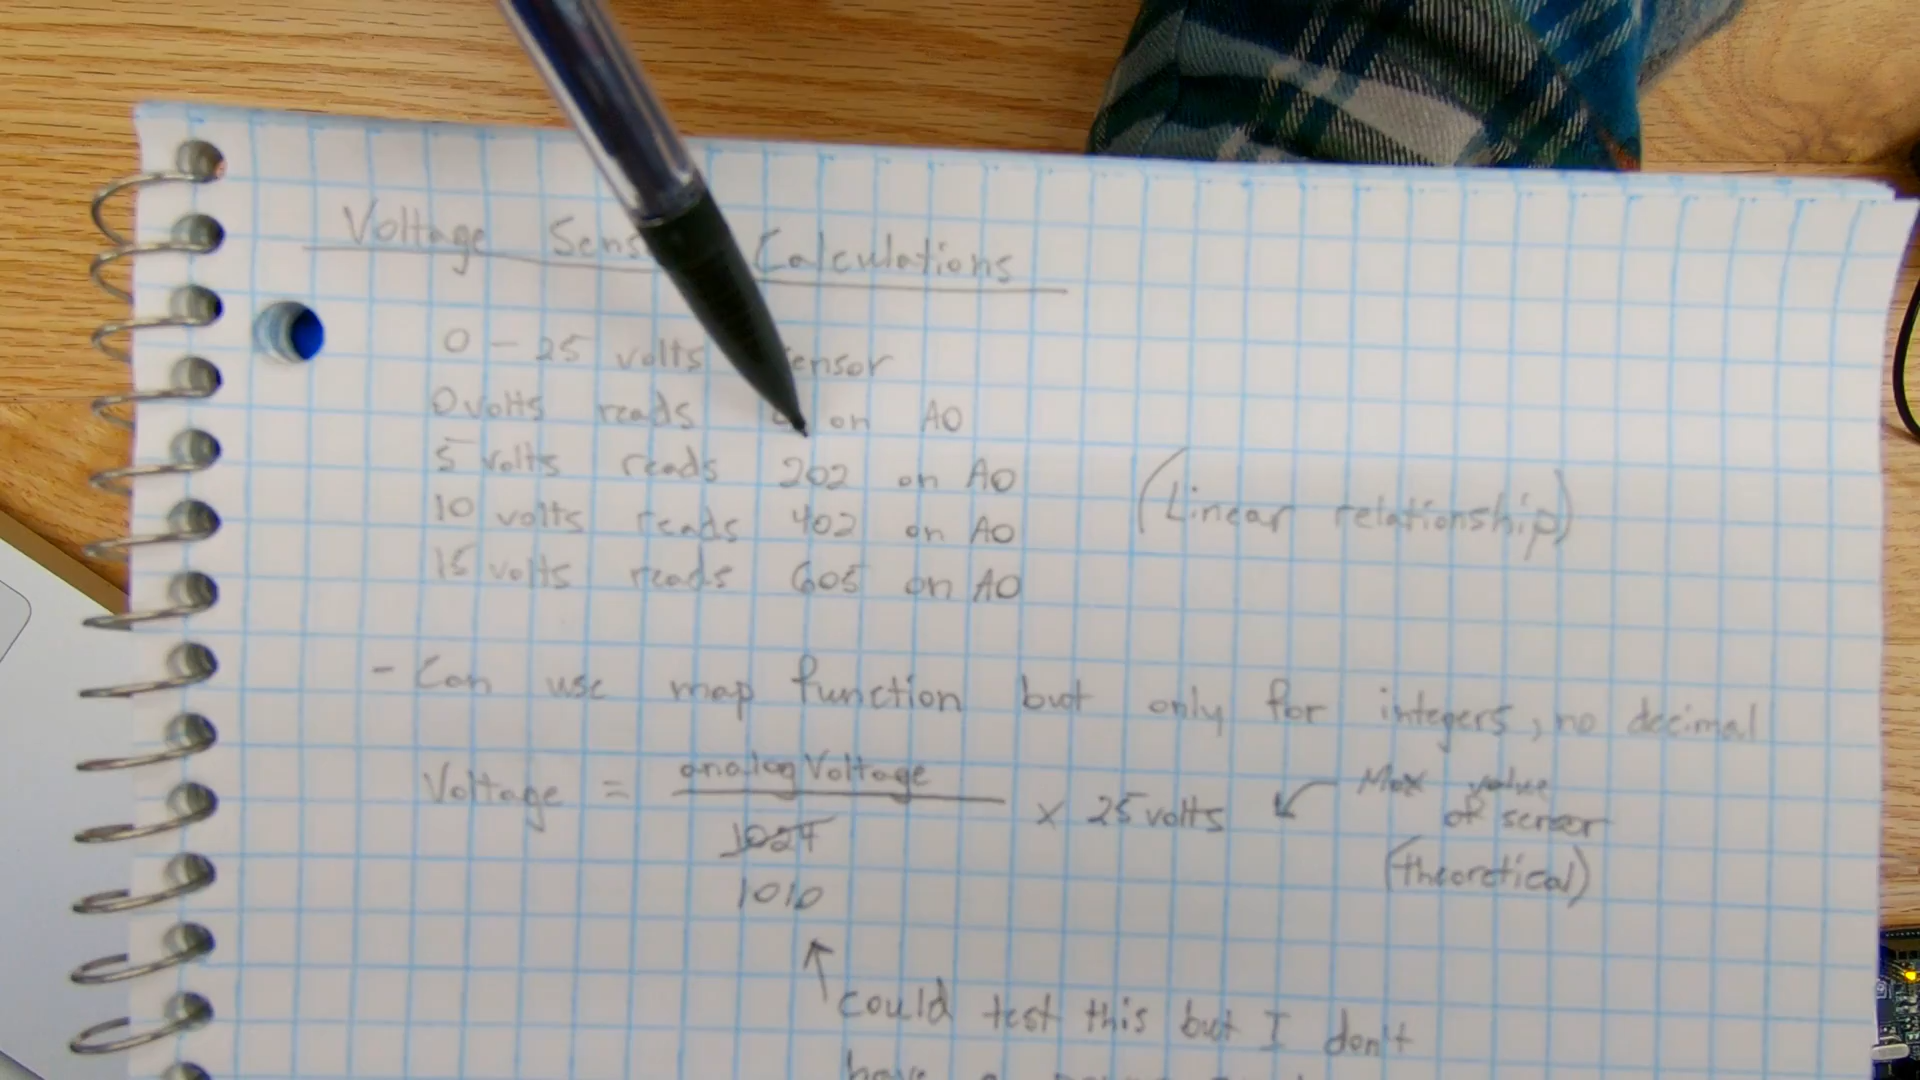 Voltage Sens Calculations
0 - 25 volts ensor
0 volts reads on A0
5 volts reads 202 on A0
10 volts reads 402 on A0
15 volts reads 605 on A0
(Linear relationship)
- Can use map function but only for integers, no decimal
Voltage = analog Voltage
1024
1010
x 25 volts
Max value
of sensor
(theoretical)
could test this but I don't
have a